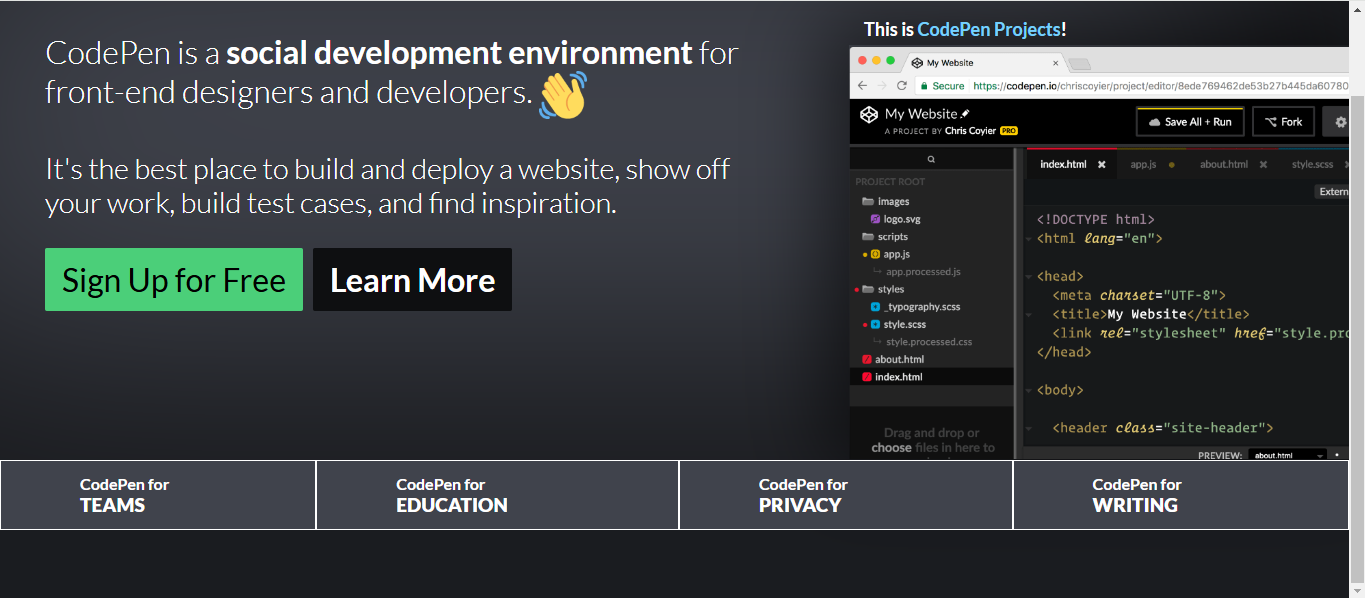 CodePen is a social development environment for
front-end designers and developers.
It's the best place to build and deploy a website, show off
your work, build test cases, and find inspiration.
Sign Up for Free
Learn More
This is CodePen Projects!
My Website
Secure https://codepen.io/chriscoyier/project/editor/8ede769462de53b27b445da60780
My Website
A PROJECT BY Chris Coyier PRO
Save All + Run
Fork
PROJECT ROOT
images
logo.svg
scripts
app.js
app.processed.js
styles
_typography.scss
style.scss
style.processed.css
about.html
index.html
Drag and drop or
choose files in here to
index.html
app.js
about.html
style.scss
Extern
<!DOCTYPE html>
<html lang="en">
<head>
<meta charset="UTF-8">
<title>My Website</title>
<link rel="stylesheet" href="style.pro
</head>
<body>
<header class="site-header">
PREVIEW: about.html
CodePen for
TEAMS
CodePen for
EDUCATION
CodePen for
PRIVACY
CodePen for
WRITING